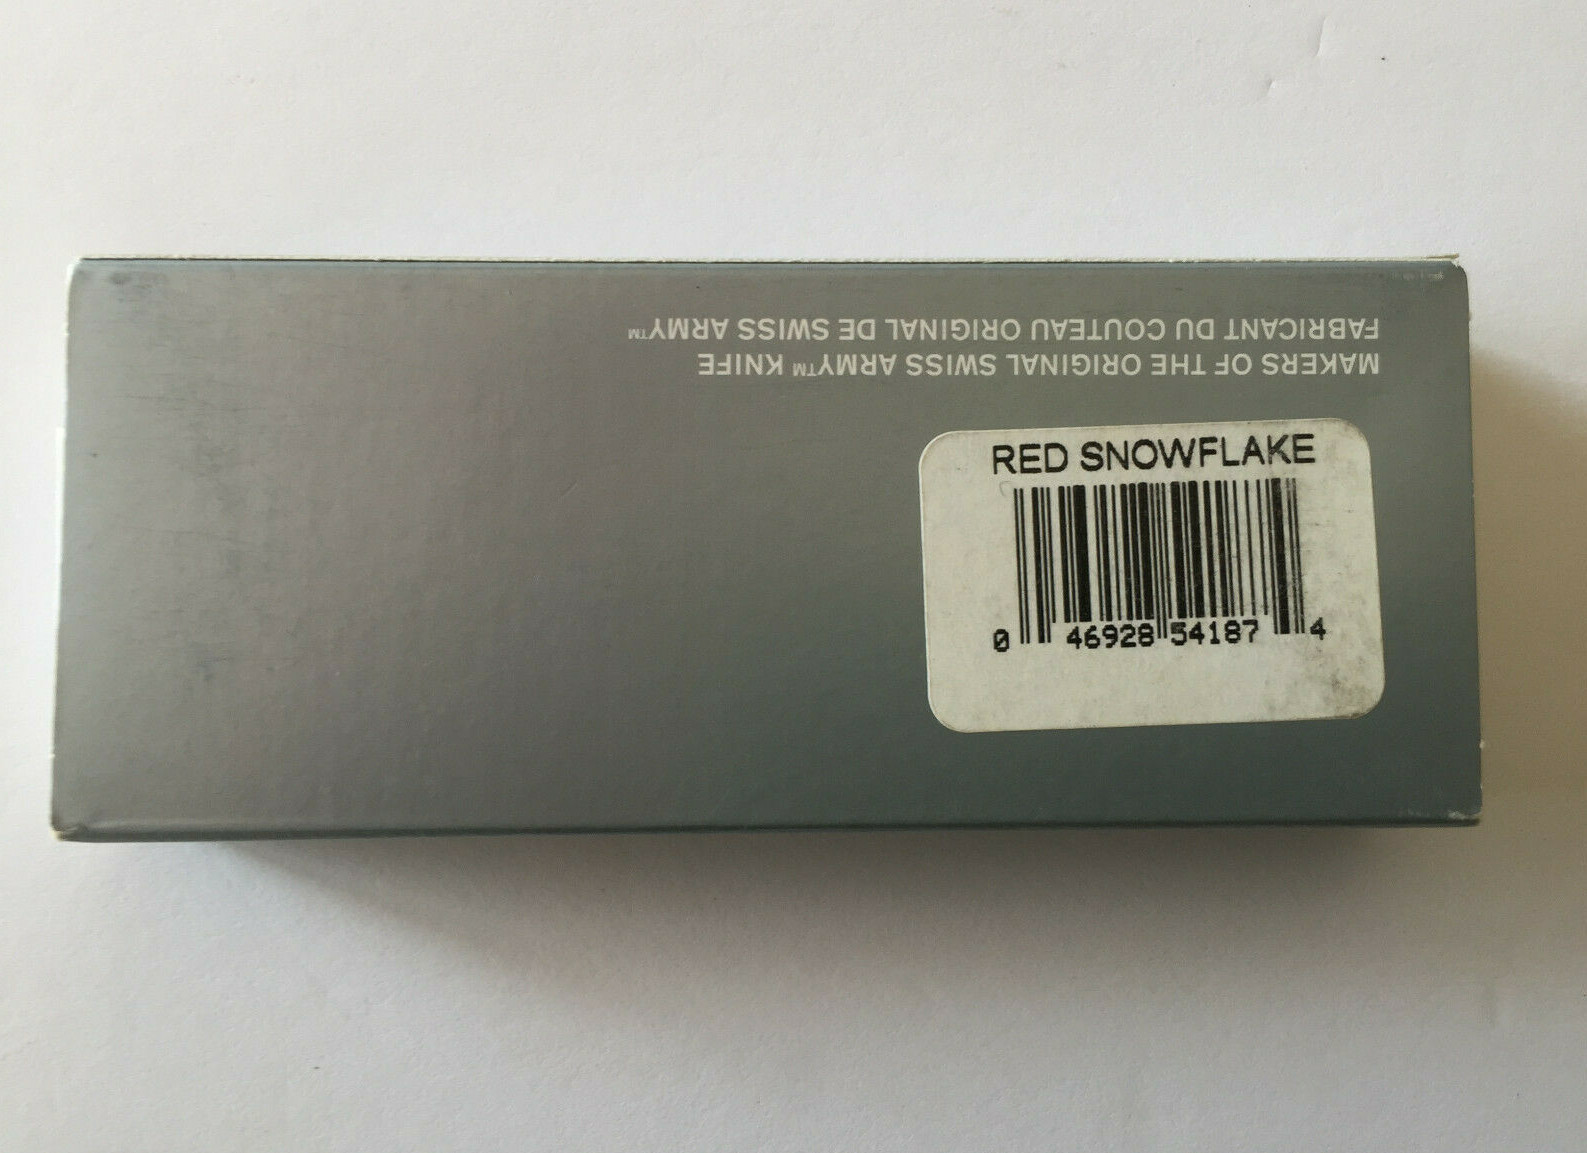 MAKERS OF THE ORIGINAL SWISS ARMY™ KNIFE
FABRICANT DU COUTEAU ORIGINAL DE SWISS ARMY™
RED SNOWFLAKE
0 46928 54187 4